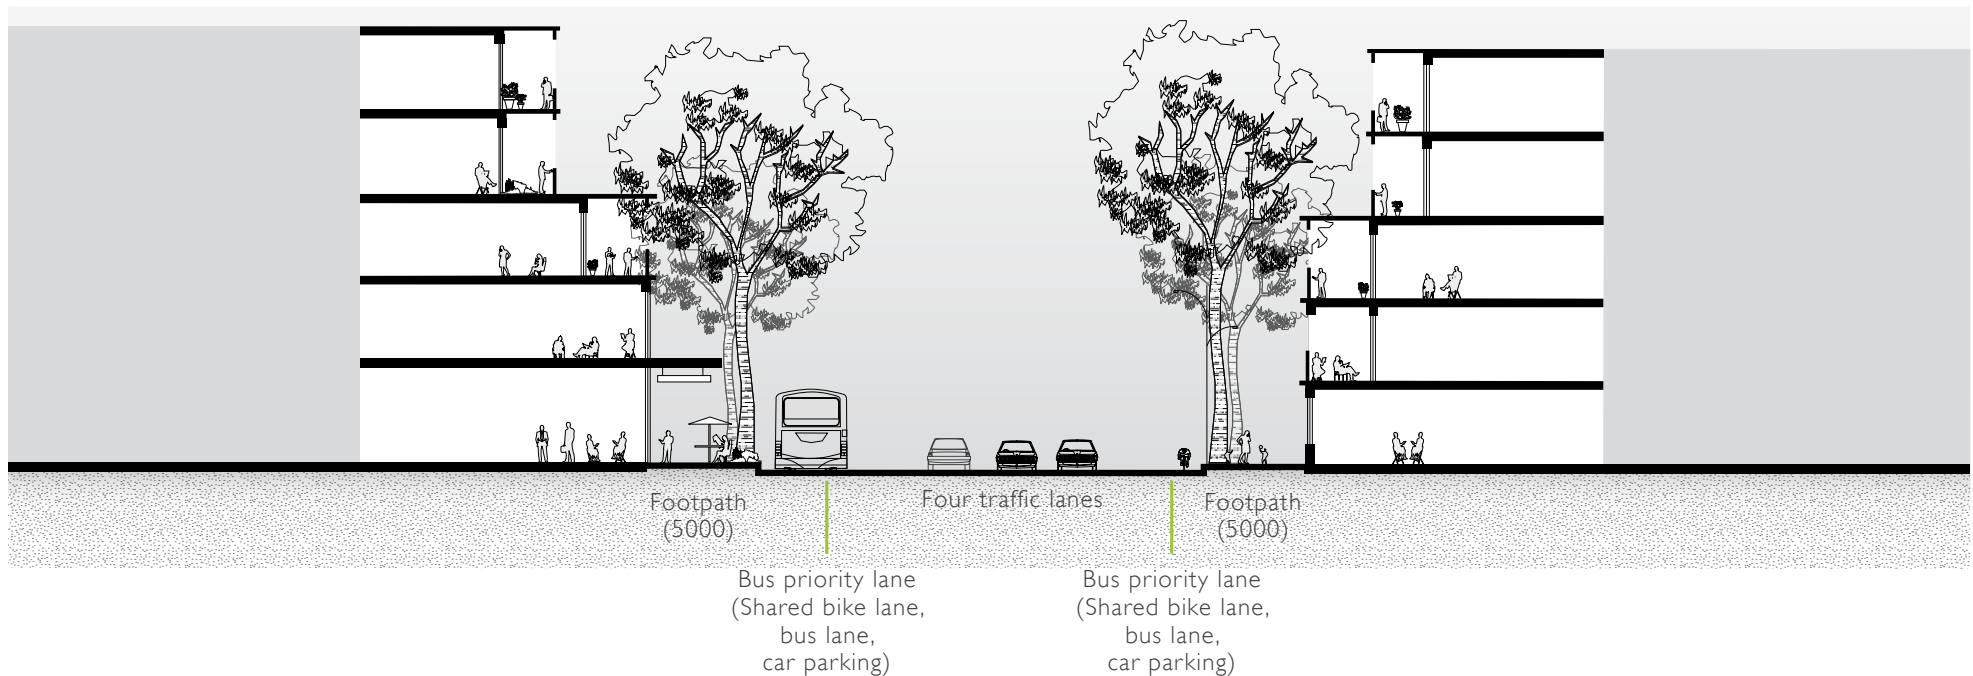 Footpath
(5000)
Four traffic lanes
Footpath
(5000)
Bus priority lane
(Shared bike lane,
bus lane,
car parking)
Bus priority lane
(Shared bike lane,
bus lane,
car parking)